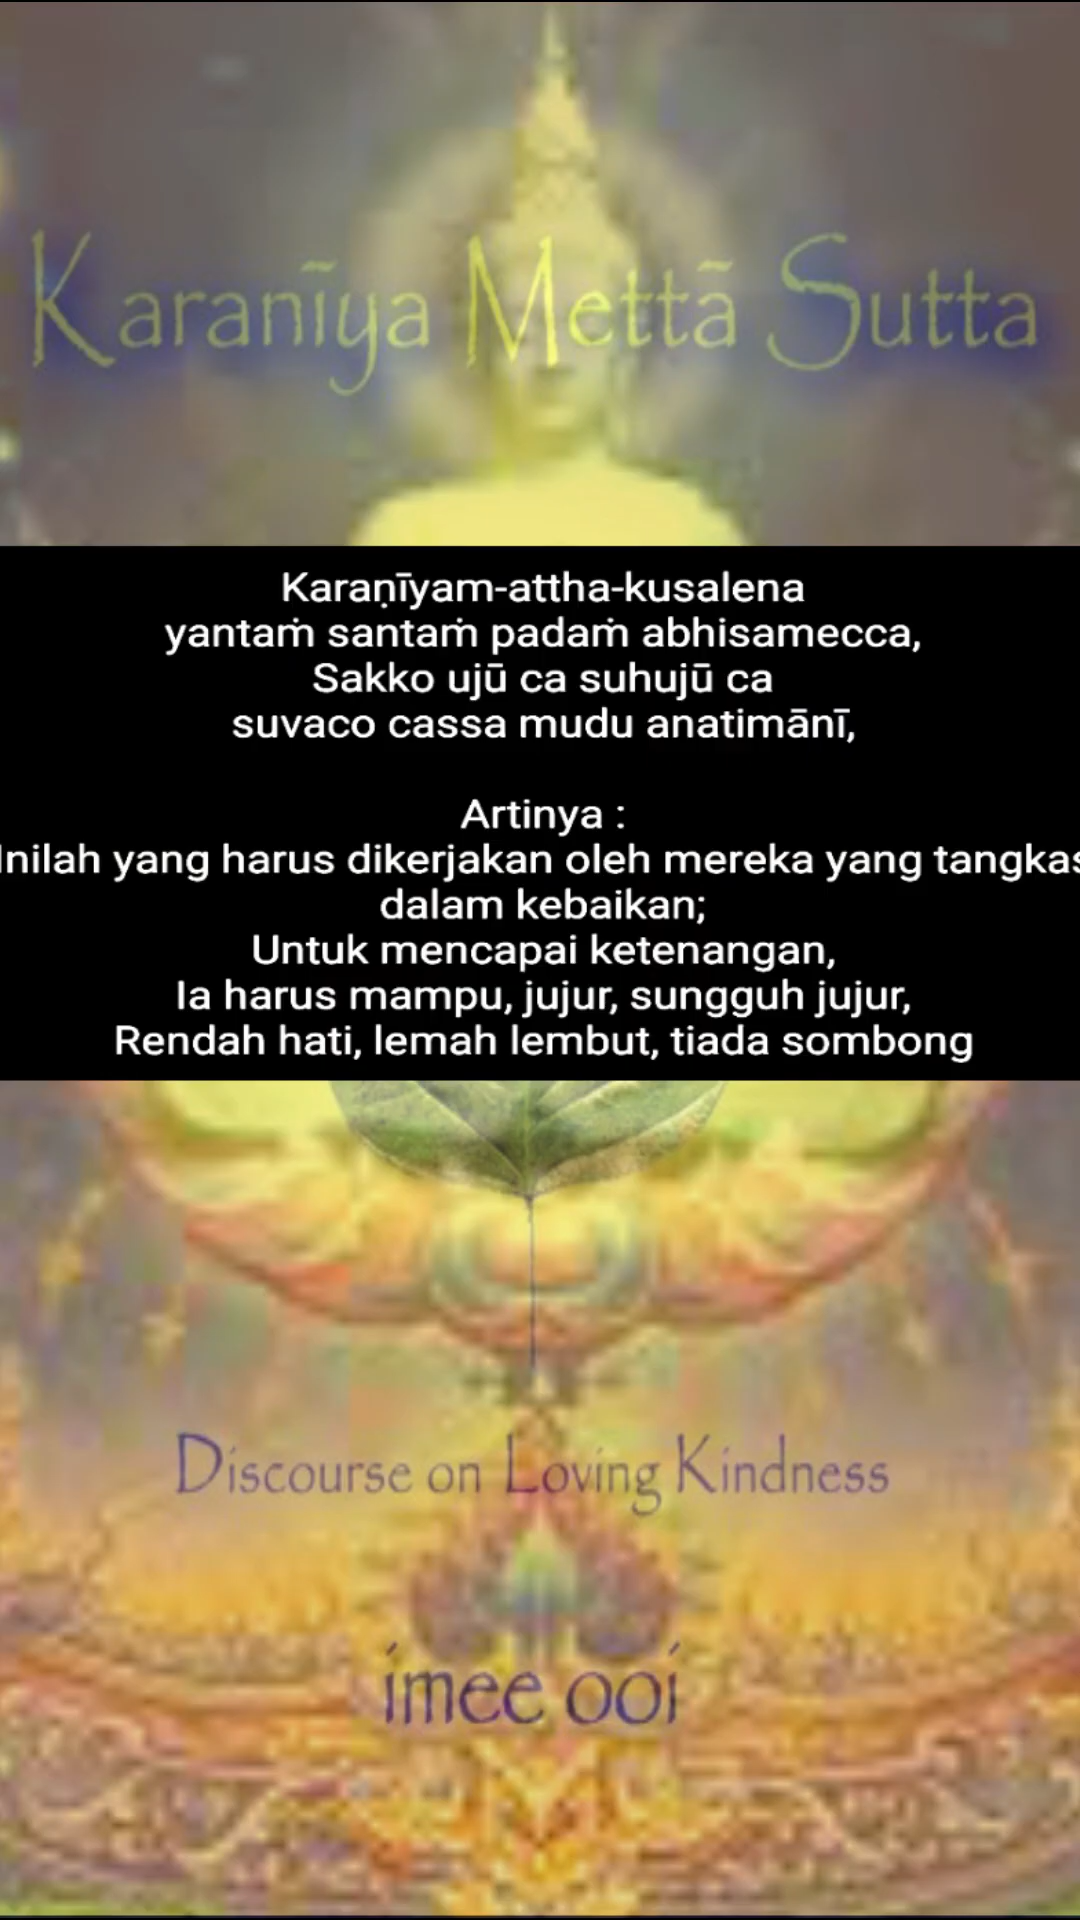 Karanīya Mettā Sutta
Karaṇīyam-attha-kusalena
yantaṁ santaṁ padaṁ abhisamecca,
Sakko ujū ca suhujū ca
suvaco cassa mudu anatimānī,
Artinya :
Inilah yang harus dikerjakan oleh mereka yang tangkas
dalam kebaikan;
Untuk mencapai ketenangan,
Ia harus mampu, jujur, sungguh jujur,
Rendah hati, lemah lembut, tiada sombong
Discourse on Loving Kindness
imee ooi